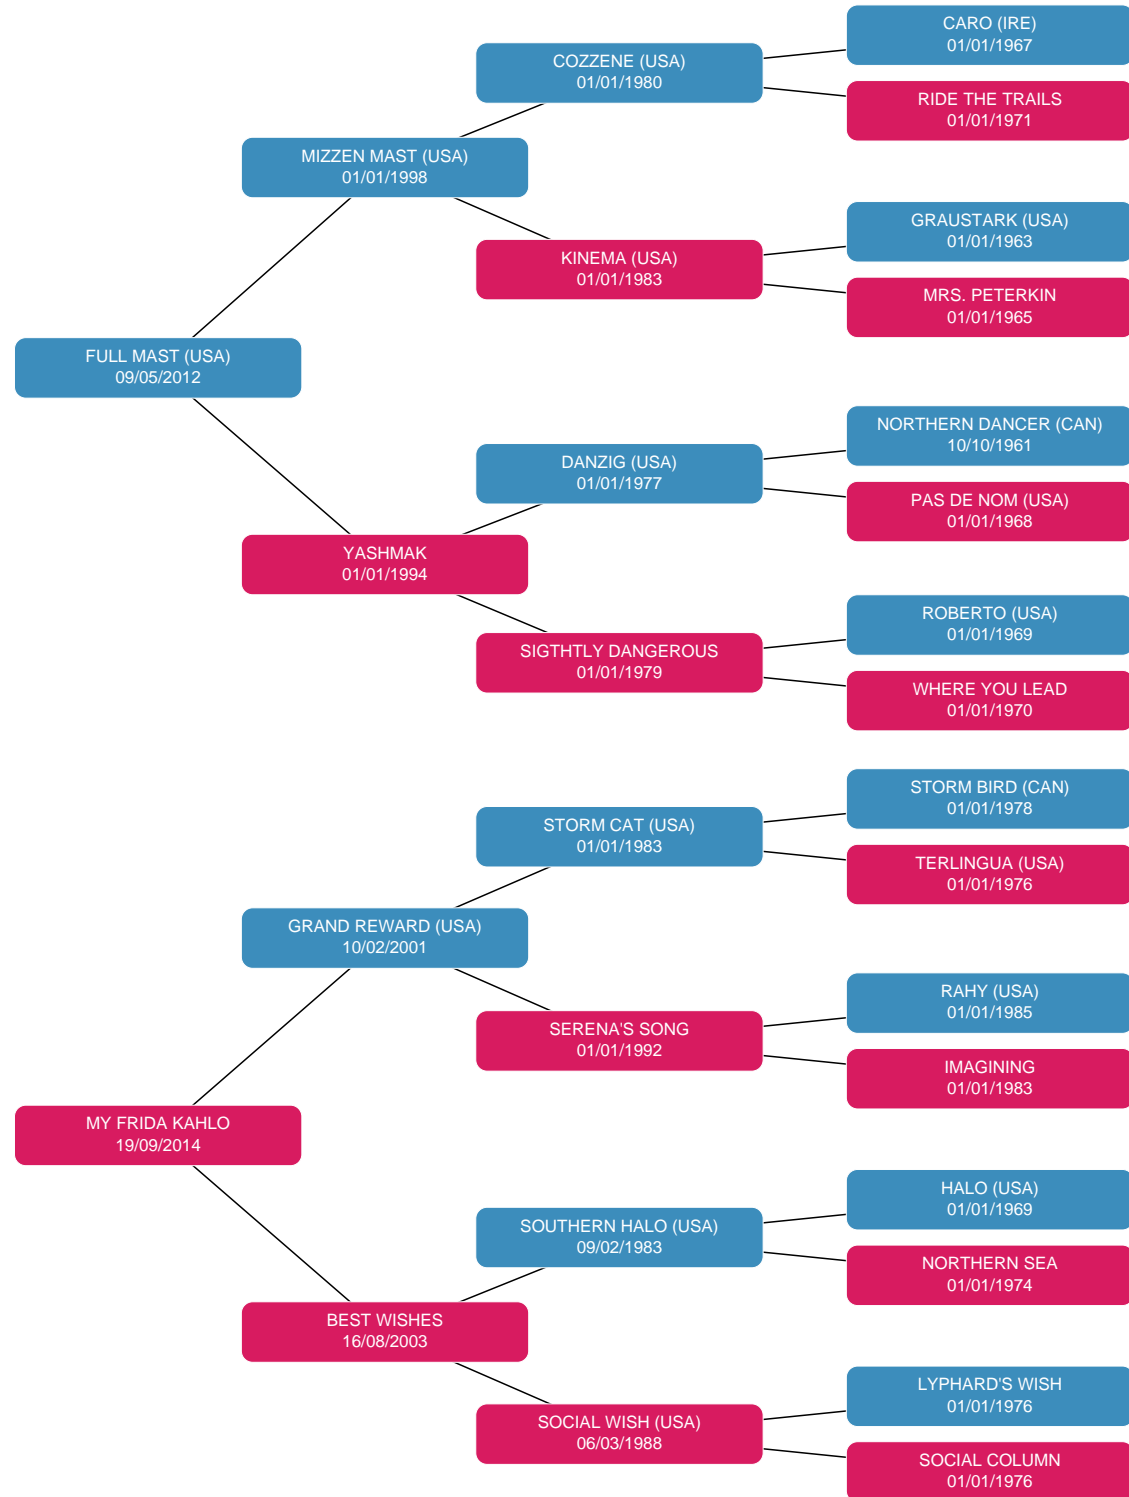 CARO (IRE)
01/01/1967
COZZENE (USA)
01/01/1980
RIDE THE TRAILS
01/01/1971
MIZZEN MAST (USA)
01/01/1998
GRAUSTARK (USA)
01/01/1963
KINEMA (USA)
01/01/1983
MRS. PETERKIN
01/01/1965
FULL MAST (USA)
09/05/2012
NORTHERN DANCER (CAN)
10/10/1961
DANZIG (USA)
01/01/1977
PAS DE NOM (USA)
01/01/1968
YASHMAK
01/01/1994
ROBERTO (USA)
01/01/1969
SIGTHTLY DANGEROUS
01/01/1979
WHERE YOU LEAD
01/01/1970
STORM BIRD (CAN)
01/01/1978
STORM CAT (USA)
01/01/1983
TERLINGUA (USA)
01/01/1976
GRAND REWARD (USA)
10/02/2001
RAHY (USA)
01/01/1985
SERENA'S SONG
01/01/1992
IMAGINING
01/01/1983
MY FRIDA KAHLO
19/09/2014
HALO (USA)
01/01/1969
SOUTHERN HALO (USA)
09/02/1983
NORTHERN SEA
01/01/1974
BEST WISHES
16/08/2003
LYPHARD'S WISH
01/01/1976
SOCIAL WISH (USA)
06/03/1988
SOCIAL COLUMN
01/01/1976